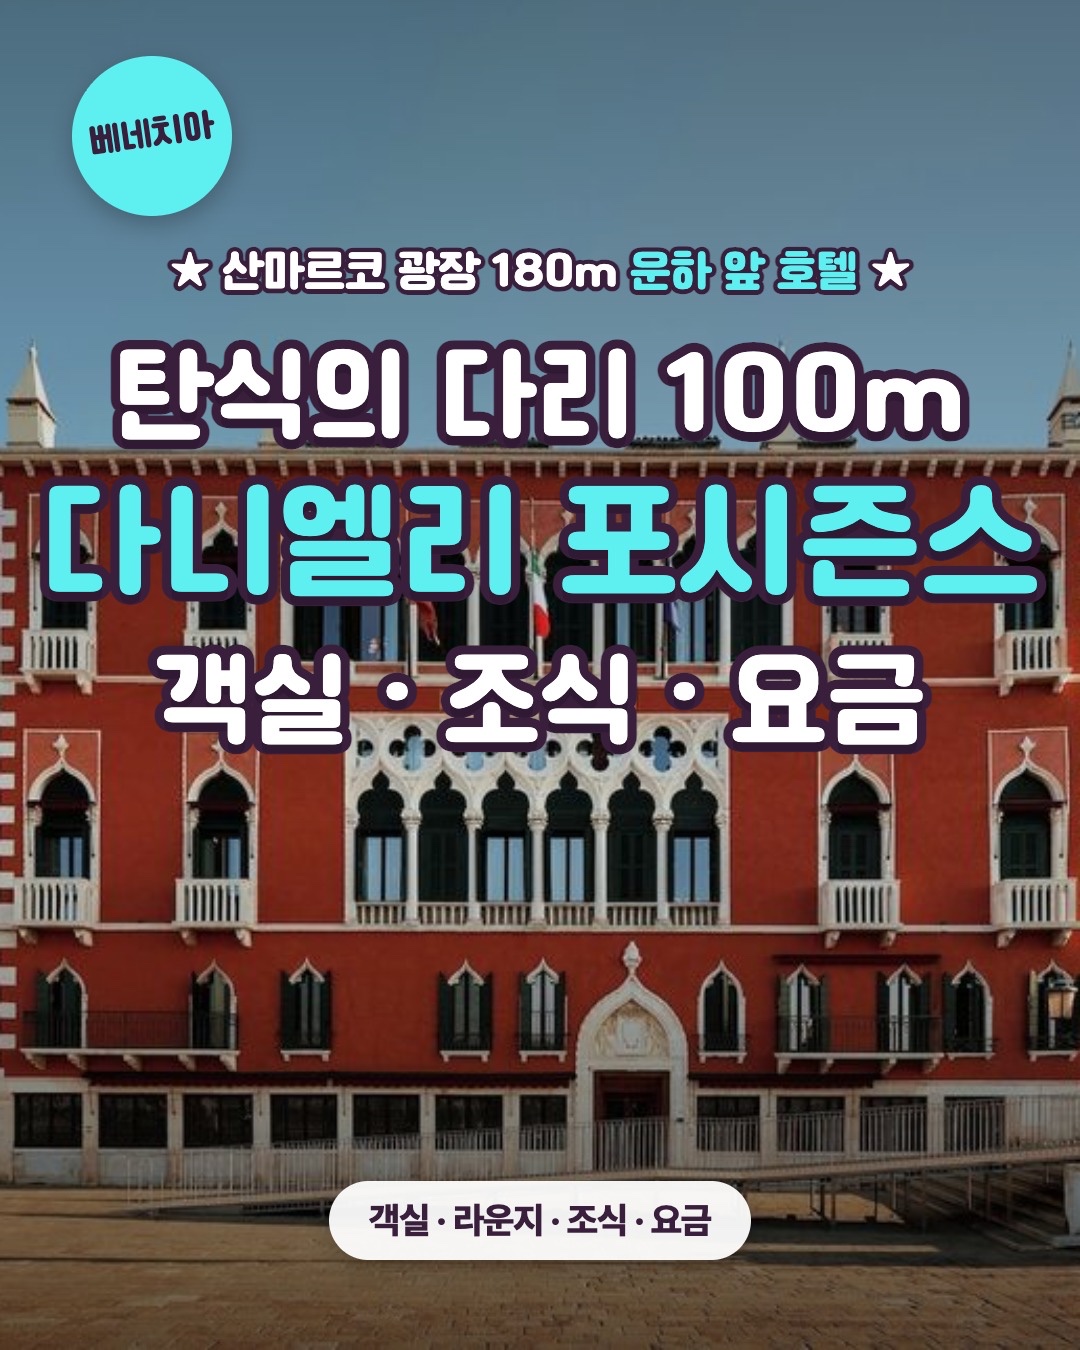 베네치아
★ 산마르코 광장 180m 운하 앞 호텔 ★
탄식의 다리 100m
다니엘리 포시즌스
객실 · 조식 · 요금
객실 · 라운지 · 조식 · 요금